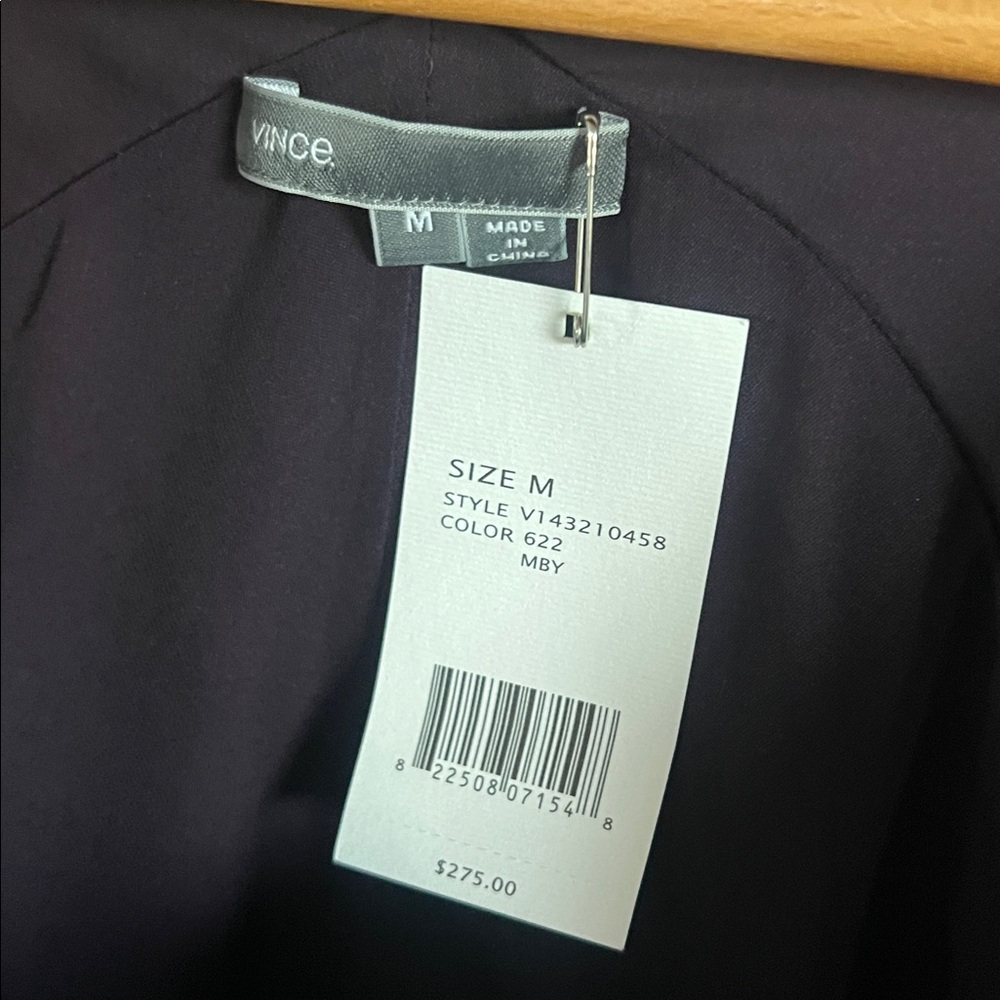 VINCE.
M
MADE
IN
CHINA
SIZE M
STYLE V143210458
COLOR 622
MBY
8 22508 07154 8
$275.00